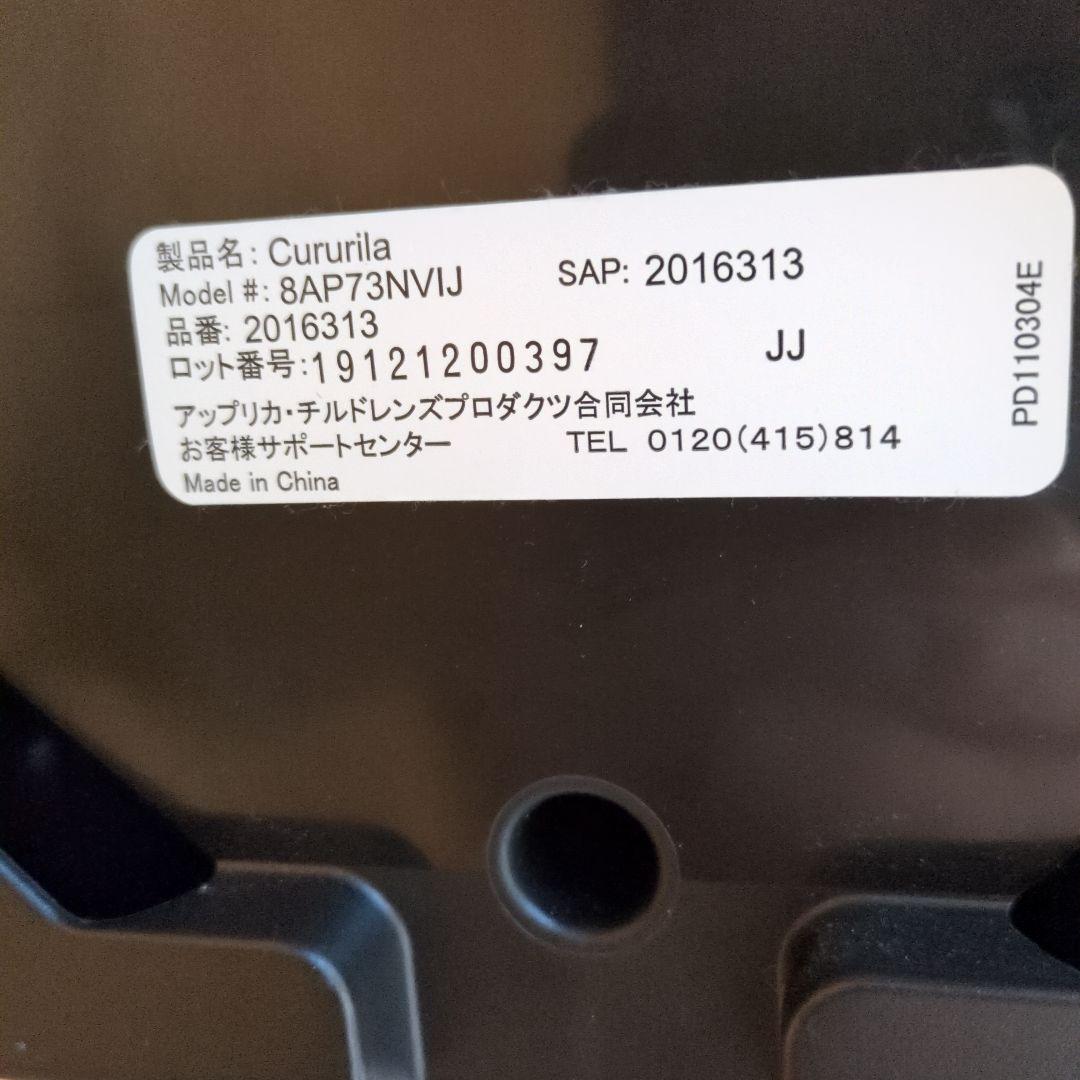 製品名: Cururila
Model #: 8AP73NVIJ
SAP: 2016313
品番: 2016313
ロット番号:19121200397
JJ
アップリカ・チルドレンズプロダクツ合同会社
お客様サポートセンター TEL 0120(415)814
Made in China
PD110304E